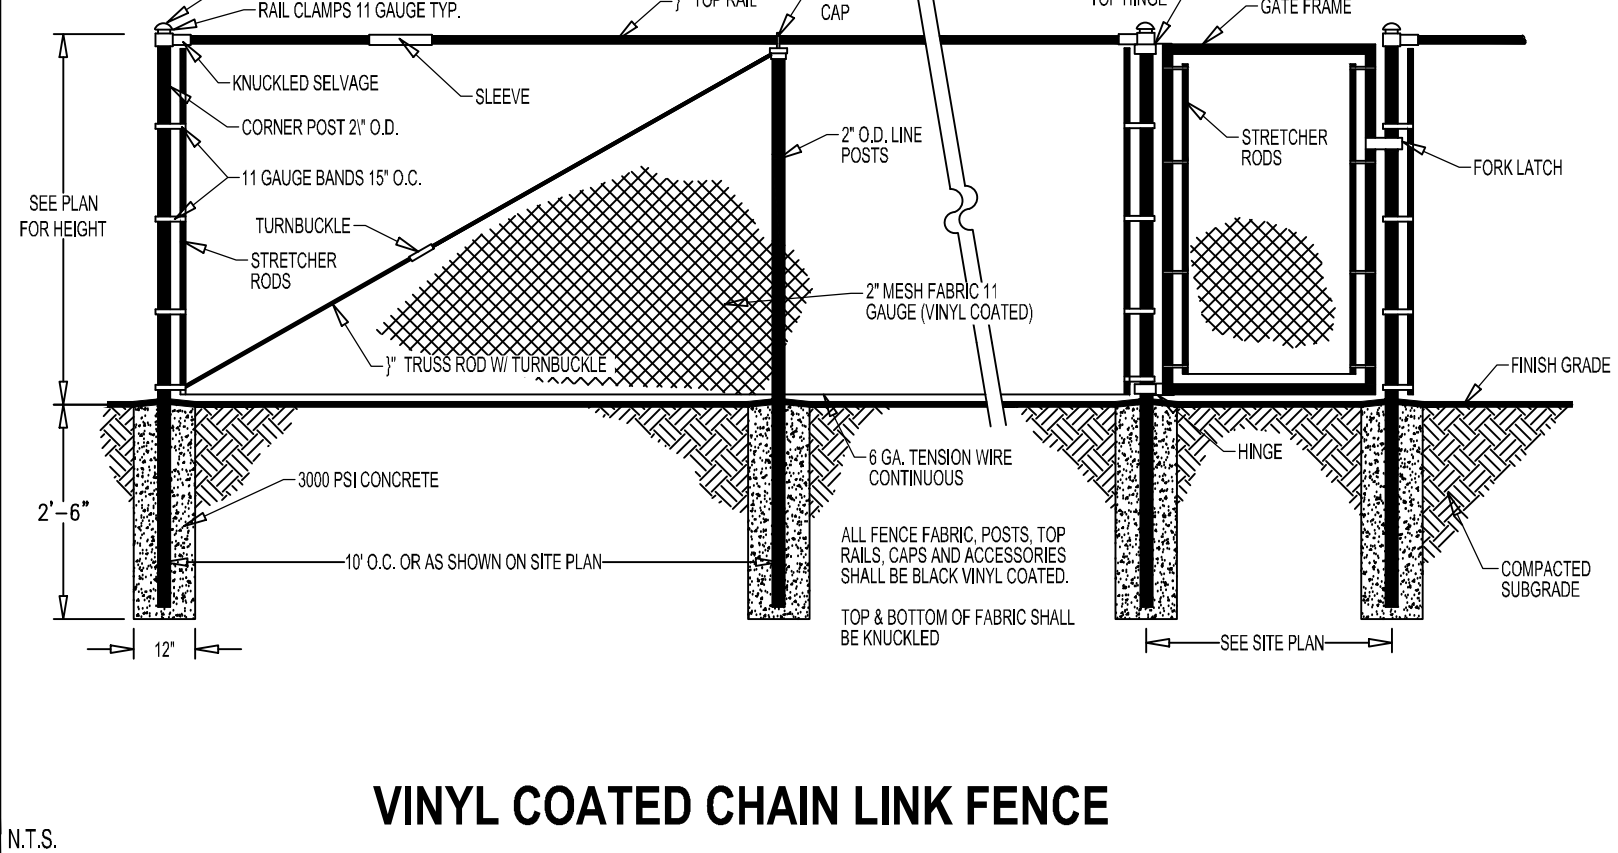 RAIL CLAMPS 11 GAUGE TYP.
}" TOP RAIL
CAP
TOP HINGE
GATE FRAME
KNUCKLED SELVAGE
SLEEVE
CORNER POST 2\" O.D.
2" O.D. LINE
POSTS
STRETCHER
RODS
FORK LATCH
11 GAUGE BANDS 15" O.C.
SEE PLAN
FOR HEIGHT
TURNBUCKLE
STRETCHER
RODS
2" MESH FABRIC 11
GAUGE (VINYL COATED)
}" TRUSS ROD W/ TURNBUCKLE
FINISH GRADE
6 GA. TENSION WIRE
CONTINUOUS
HINGE
3000 PSI CONCRETE
2'-6"
ALL FENCE FABRIC, POSTS, TOP
RAILS, CAPS AND ACCESSORIES
SHALL BE BLACK VINYL COATED.
10' O.C. OR AS SHOWN ON SITE PLAN
COMPACTED
SUBGRADE
TOP & BOTTOM OF FABRIC SHALL
BE KNUCKLED
12"
SEE SITE PLAN
VINYL COATED CHAIN LINK FENCE
N.T.S.